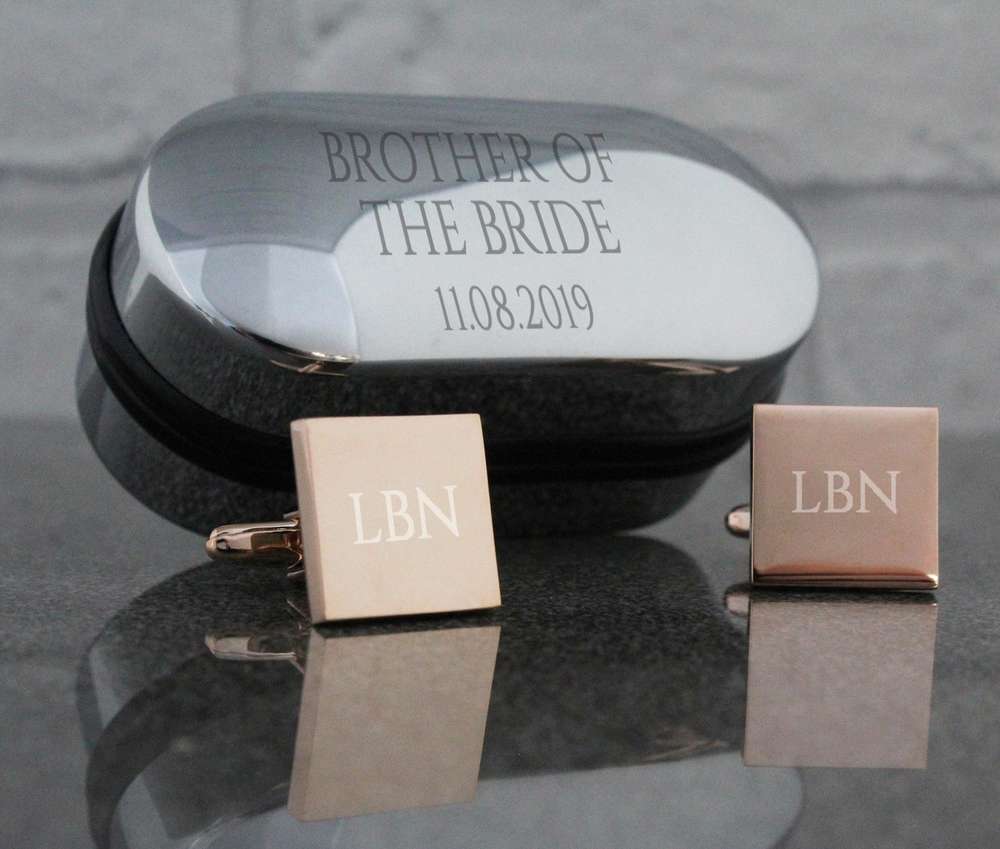 BROTHER OF
THE BRIDE
11.08.2019
LBN
LBN